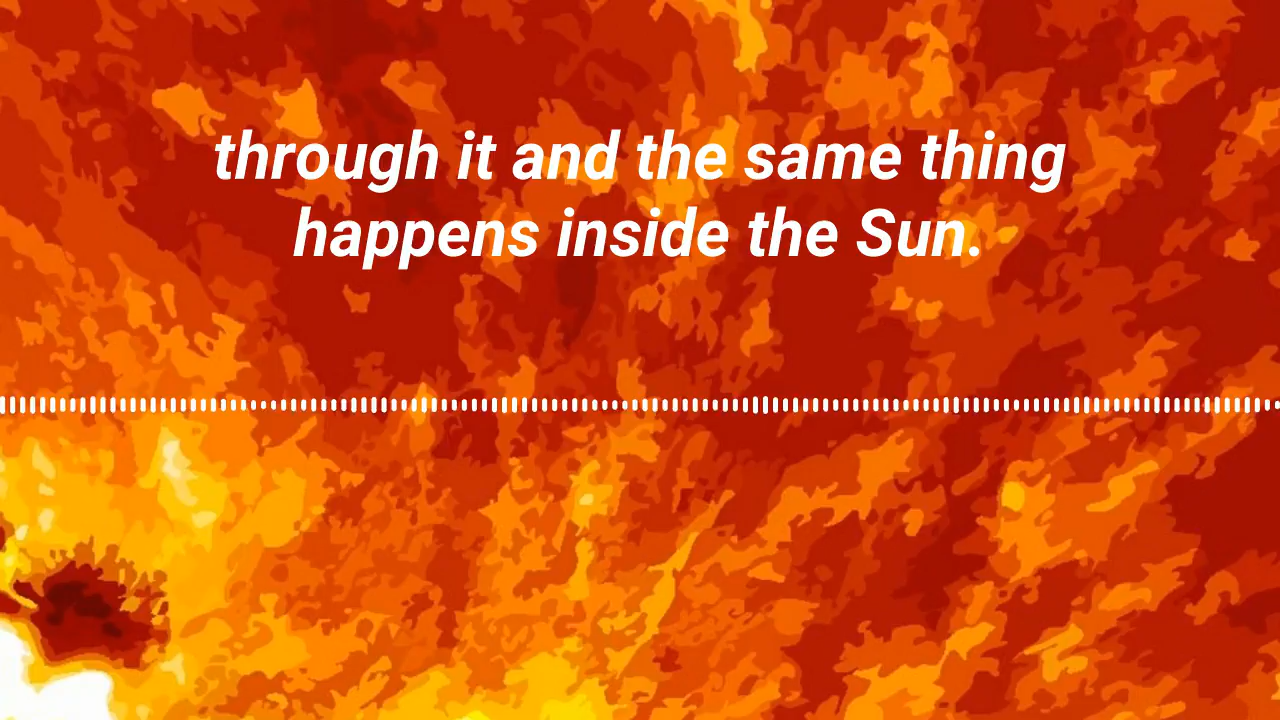 through it and the same thing
happens inside the Sun.